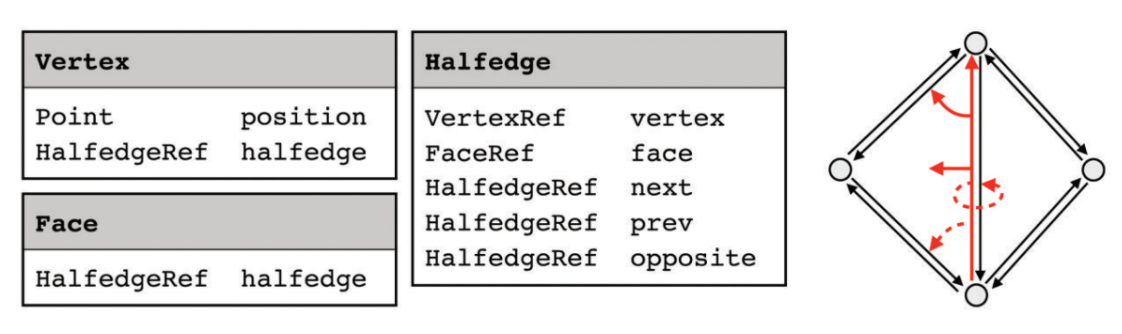 Vertex
Point position
HalfedgeRef halfedge
Face
HalfedgeRef halfedge
Halfedge
VertexRef vertex
FaceRef face
HalfedgeRef next
HalfedgeRef prev
HalfedgeRef opposite